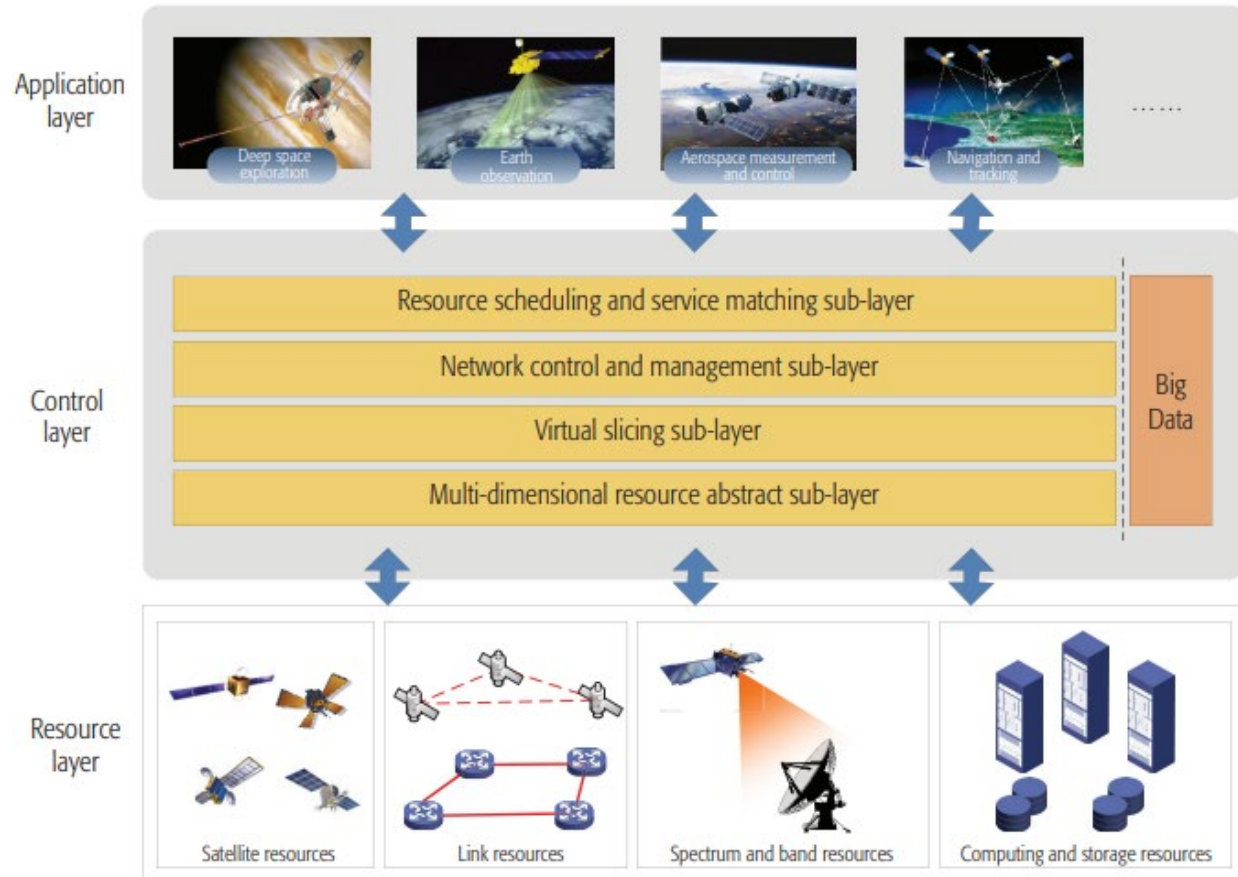 Application
layer
Deep space
exploration
Earth
observation
Aerospace measurement
and control
Navigation and
tracking
……
Control
layer
Resource scheduling and service matching sub-layer
Network control and management sub-layer
Virtual slicing sub-layer
Multi-dimensional resource abstract sub-layer
Big
Data
Resource
layer
Satellite resources
Link resources
Spectrum and band resources
Computing and storage resources